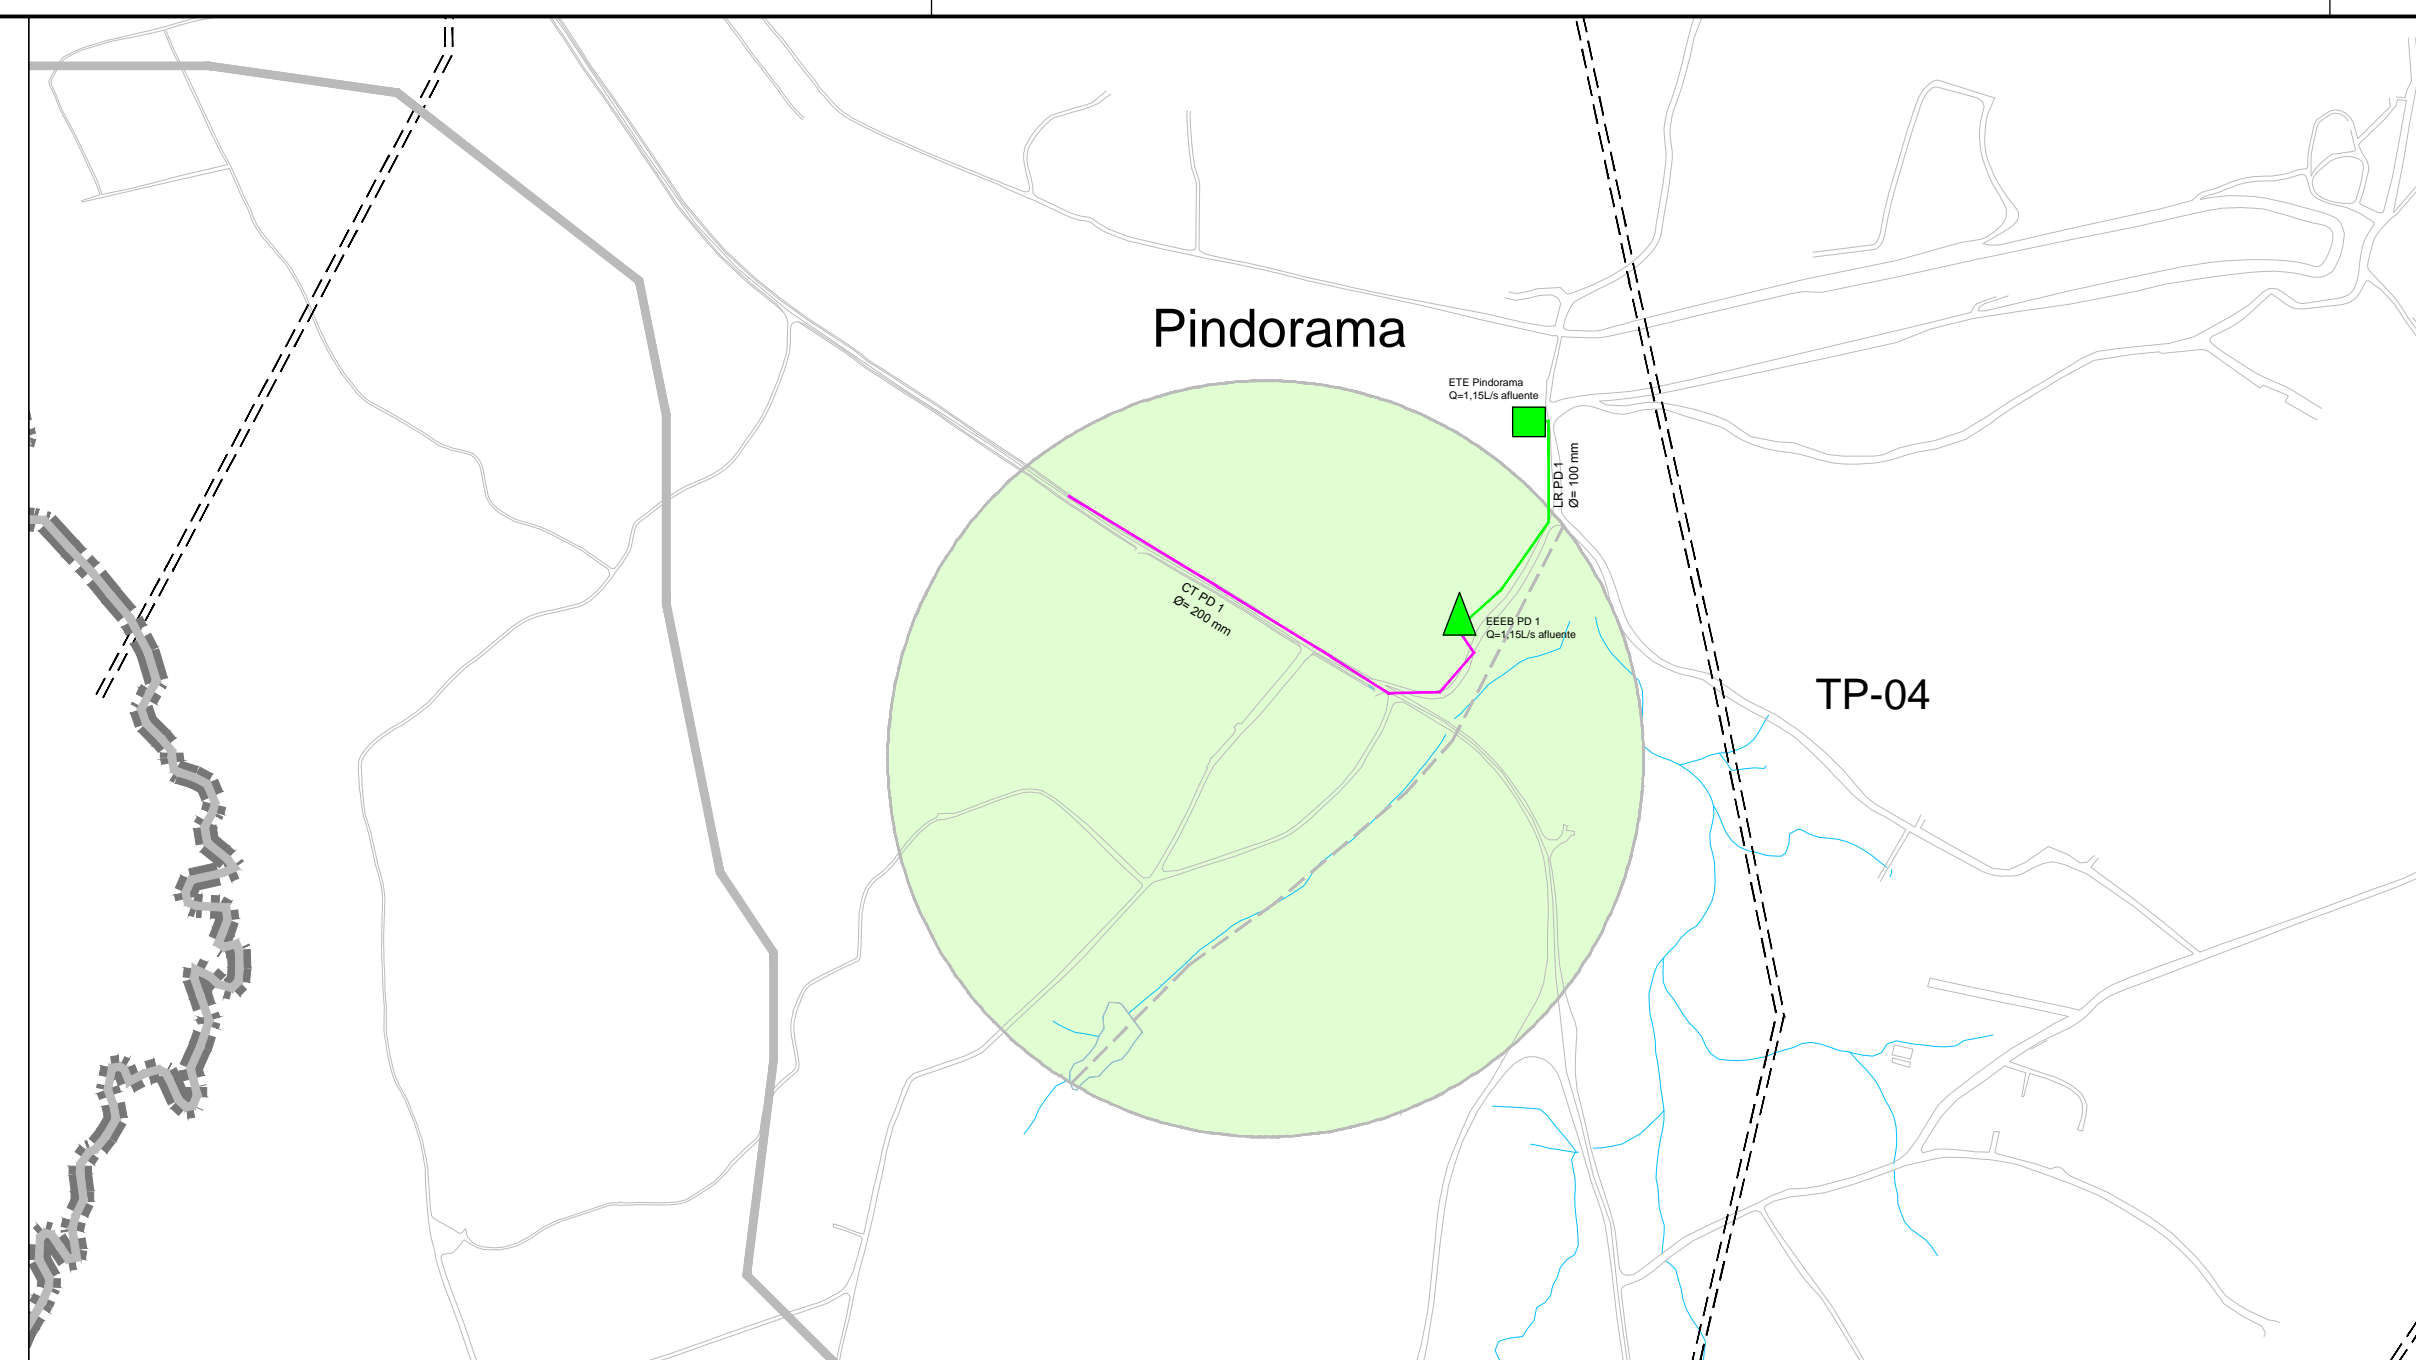 Pindorama
ETE Pindorama
Q=1,15L/s afluente
LR PD 1
Ø= 100 mm
CT PD 1
Ø= 200 mm
EEEB PD 1
Q=1,15L/s afluente
TP-04